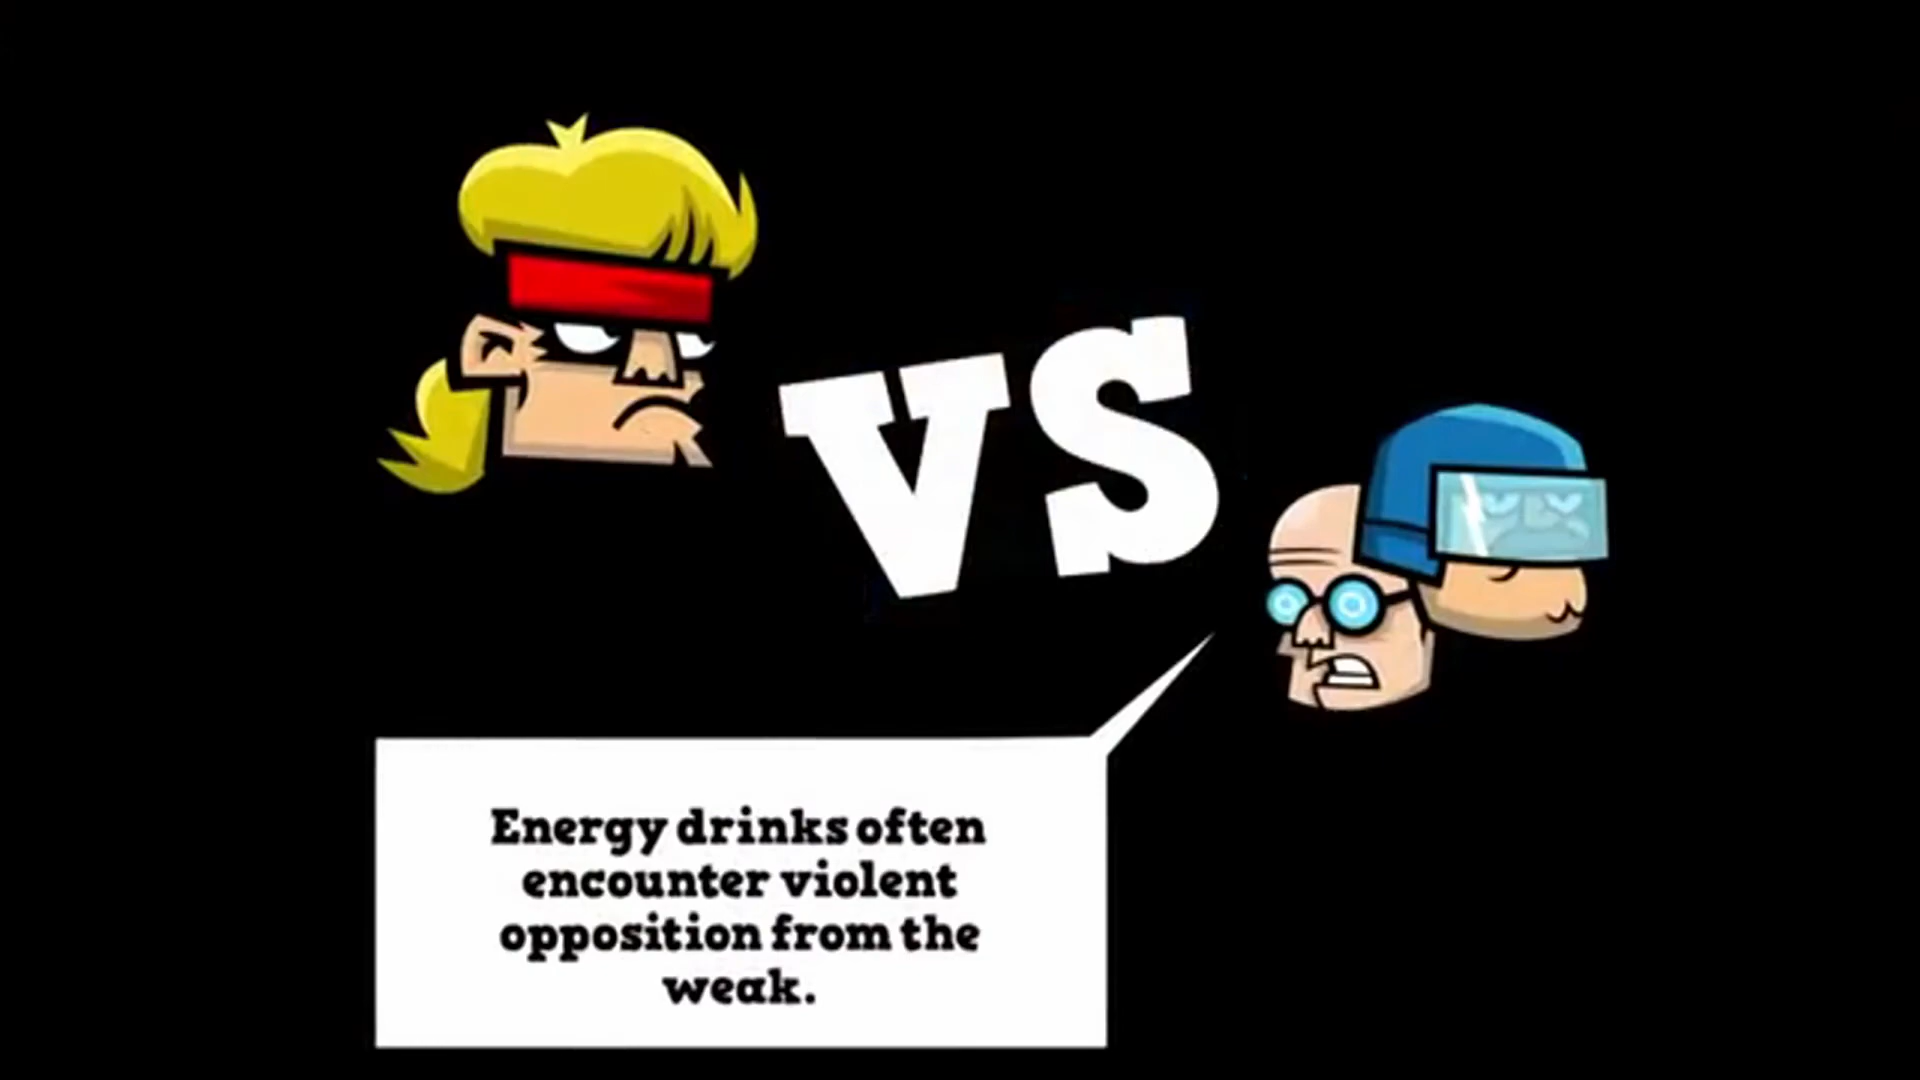 VS
Energy drinks often
encounter violent
opposition from the
weak.